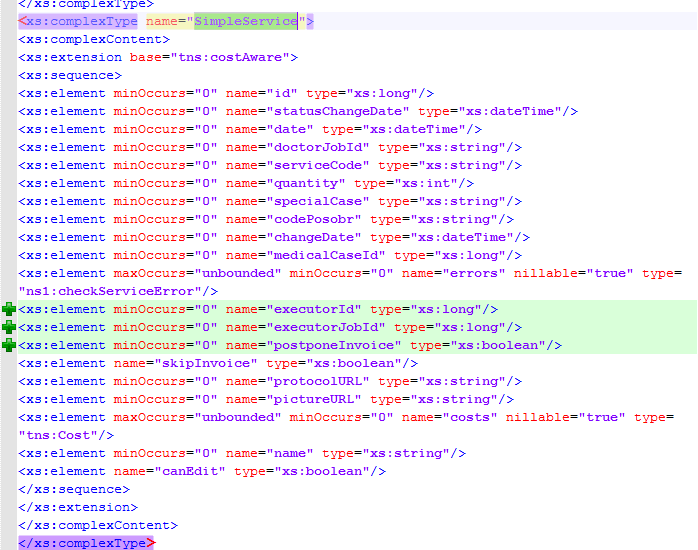 </xs:complexType>
<xs:complexType name="SimpleService">
<xs:complexContent>
<xs:extension base="tns:costAware">
<xs:sequence>
<xs:element minOccurs="0" name="id" type="xs:long"/>
<xs:element minOccurs="0" name="statusChangeDate" type="xs:dateTime"/>
<xs:element minOccurs="0" name="date" type="xs:dateTime"/>
<xs:element minOccurs="0" name="doctorJobId" type="xs:string"/>
<xs:element minOccurs="0" name="serviceCode" type="xs:string"/>
<xs:element minOccurs="0" name="quantity" type="xs:int"/>
<xs:element minOccurs="0" name="specialCase" type="xs:string"/>
<xs:element minOccurs="0" name="codePosobr" type="xs:string"/>
<xs:element minOccurs="0" name="changeDate" type="xs:dateTime"/>
<xs:element minOccurs="0" name="medicalCaseId" type="xs:long"/>
<xs:element maxOccurs="unbounded" minOccurs="0" name="errors" nillable="true" type=
"ns1:checkServiceError"/>
<xs:element minOccurs="0" name="executorId" type="xs:long"/>
<xs:element minOccurs="0" name="executorJobId" type="xs:long"/>
<xs:element minOccurs="0" name="postponeInvoice" type="xs:boolean"/>
<xs:element name="skipInvoice" type="xs:boolean"/>
<xs:element minOccurs="0" name="protocolURL" type="xs:string"/>
<xs:element minOccurs="0" name="pictureURL" type="xs:string"/>
<xs:element maxOccurs="unbounded" minOccurs="0" name="costs" nillable="true" type=
"tns:Cost"/>
<xs:element minOccurs="0" name="name" type="xs:string"/>
<xs:element name="canEdit" type="xs:boolean"/>
</xs:sequence>
</xs:extension>
</xs:complexContent>
</xs:complexType>